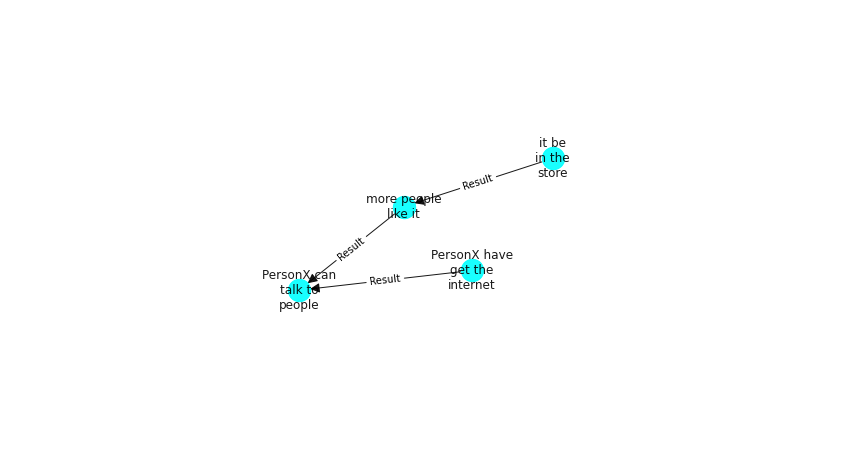 it be
in the
store
Result
more people
like it
Result
PersonX have
get the
internet
Result
PersonX can
talk to
people